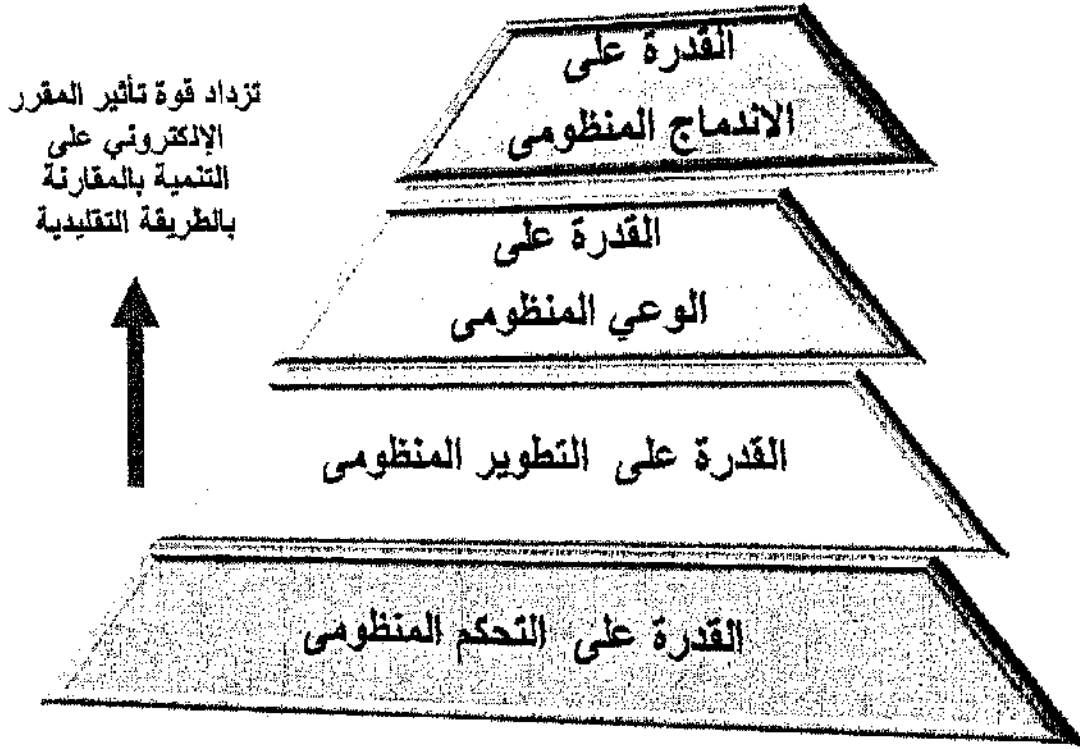 القدرة على
الاندماج المنظومى
تزداد قوة تأثير المقرر
الإلكتروني على
التنمية بالمقارنة
بالطريقة التقليدية
القدرة على
الوعي المنظومى
القدرة على التطوير المنظومى
القدرة على التحكم المنظومى